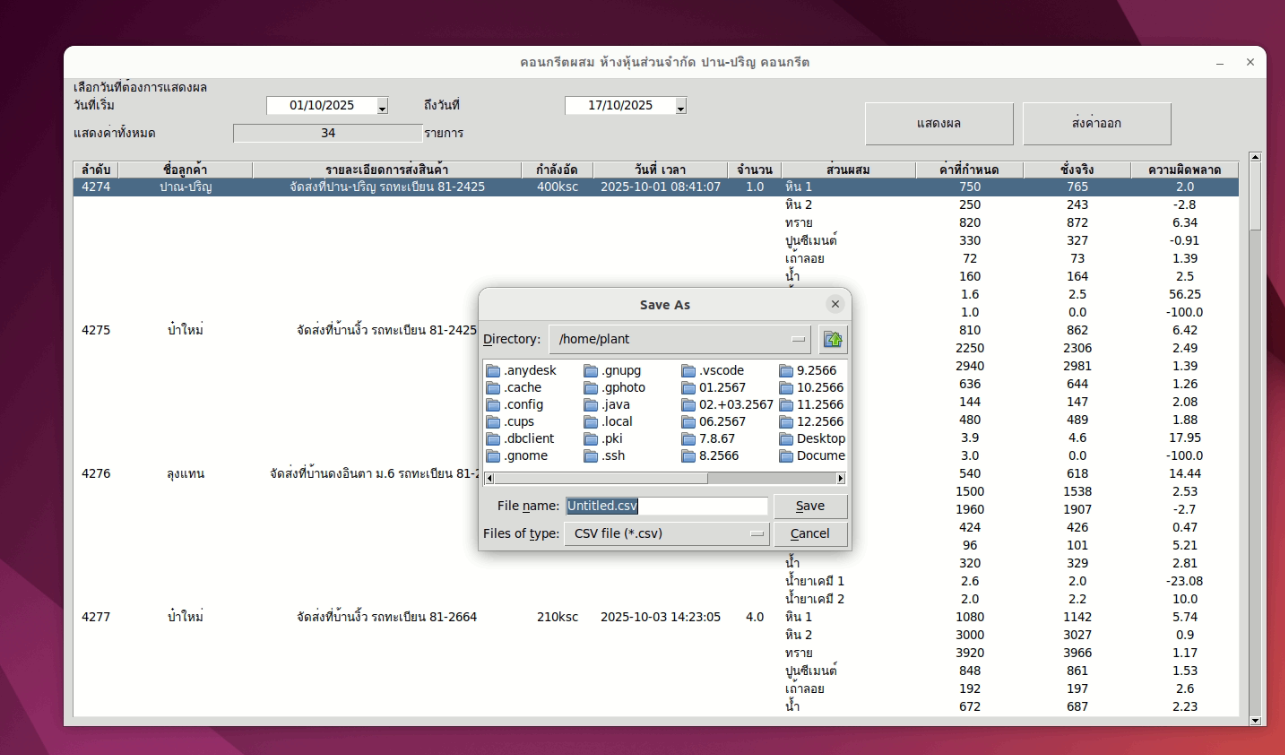 คอนกรีตผสม ห้างหุ้นส่วนจำกัด ปาน-ปริญ คอนกรีต
เลือกวันที่ต้องการแสดงผล
วันที่เริ่ม 01/10/2025 ถึงวันที่ 17/10/2025
แสดงค่าทั้งหมด 34 รายการ
แสดงผล ส่งค่าออก
ลำดับ ชื่อลูกค้า รายละเอียดการส่งสินค้า กำลังอัด วันที่ เวลา จำนวน ส่วนผสม ค่าที่กำหนด ชั่งจริง ความผิดพลาด
4274 ปาณ-ปริญ จัดส่งที่ปาน-ปริญ รถทะเบียน 81-2425 400ksc 2025-10-01 08:41:07 1.0 หิน 1 750 765 2.0
หิน 2 250 243 -2.8
ทราย 820 872 6.34
ปูนซีเมนต์ 330 327 -0.91
เถ้าลอย 72 73 1.39
น้ำ 160 164 2.5
1.6 2.5 56.25
1.0 0.0 -100.0
4275 ป้าใหม่ จัดส่งที่บ้านงิ้ว รถทะเบียน 81-2425 810 862 6.42
2250 2306 2.49
2940 2981 1.39
636 644 1.26
144 147 2.08
480 489 1.88
3.9 4.6 17.95
3.0 0.0 -100.0
4276 ลุงแทน จัดส่งที่บ้านดงอินตา ม.6 รถทะเบียน 540 618 14.44
1500 1538 2.53
1960 1907 -2.7
424 426 0.47
96 101 5.21
น้ำ 320 329 2.81
น้ำยาเคมี 1 2.6 2.0 -23.08
น้ำยาเคมี 2 2.0 2.2 10.0
4277 ป้าใหม่ จัดส่งที่บ้านงิ้ว รถทะเบียน 81-2664 210ksc 2025-10-03 14:23:05 4.0 หิน 1 1080 1142 5.74
หิน 2 3000 3027 0.9
ทราย 3920 3966 1.17
ปูนซีเมนต์ 848 861 1.53
เถ้าลอย 192 197 2.6
น้ำ 672 687 2.23
Save As
Directory: /home/plant
.anydesk .gnupg .vscode 9.2566
.cache .gphoto 01.2567 10.2566
.config .java 02.+03.2567 11.2566
.cups .local 06.2567 12.2566
.dbclient .pki 7.8.67 Desktop
.gnome .ssh 8.2566 Docume
File name: Untitled.csv Save
Files of type: CSV file (*.csv) Cancel